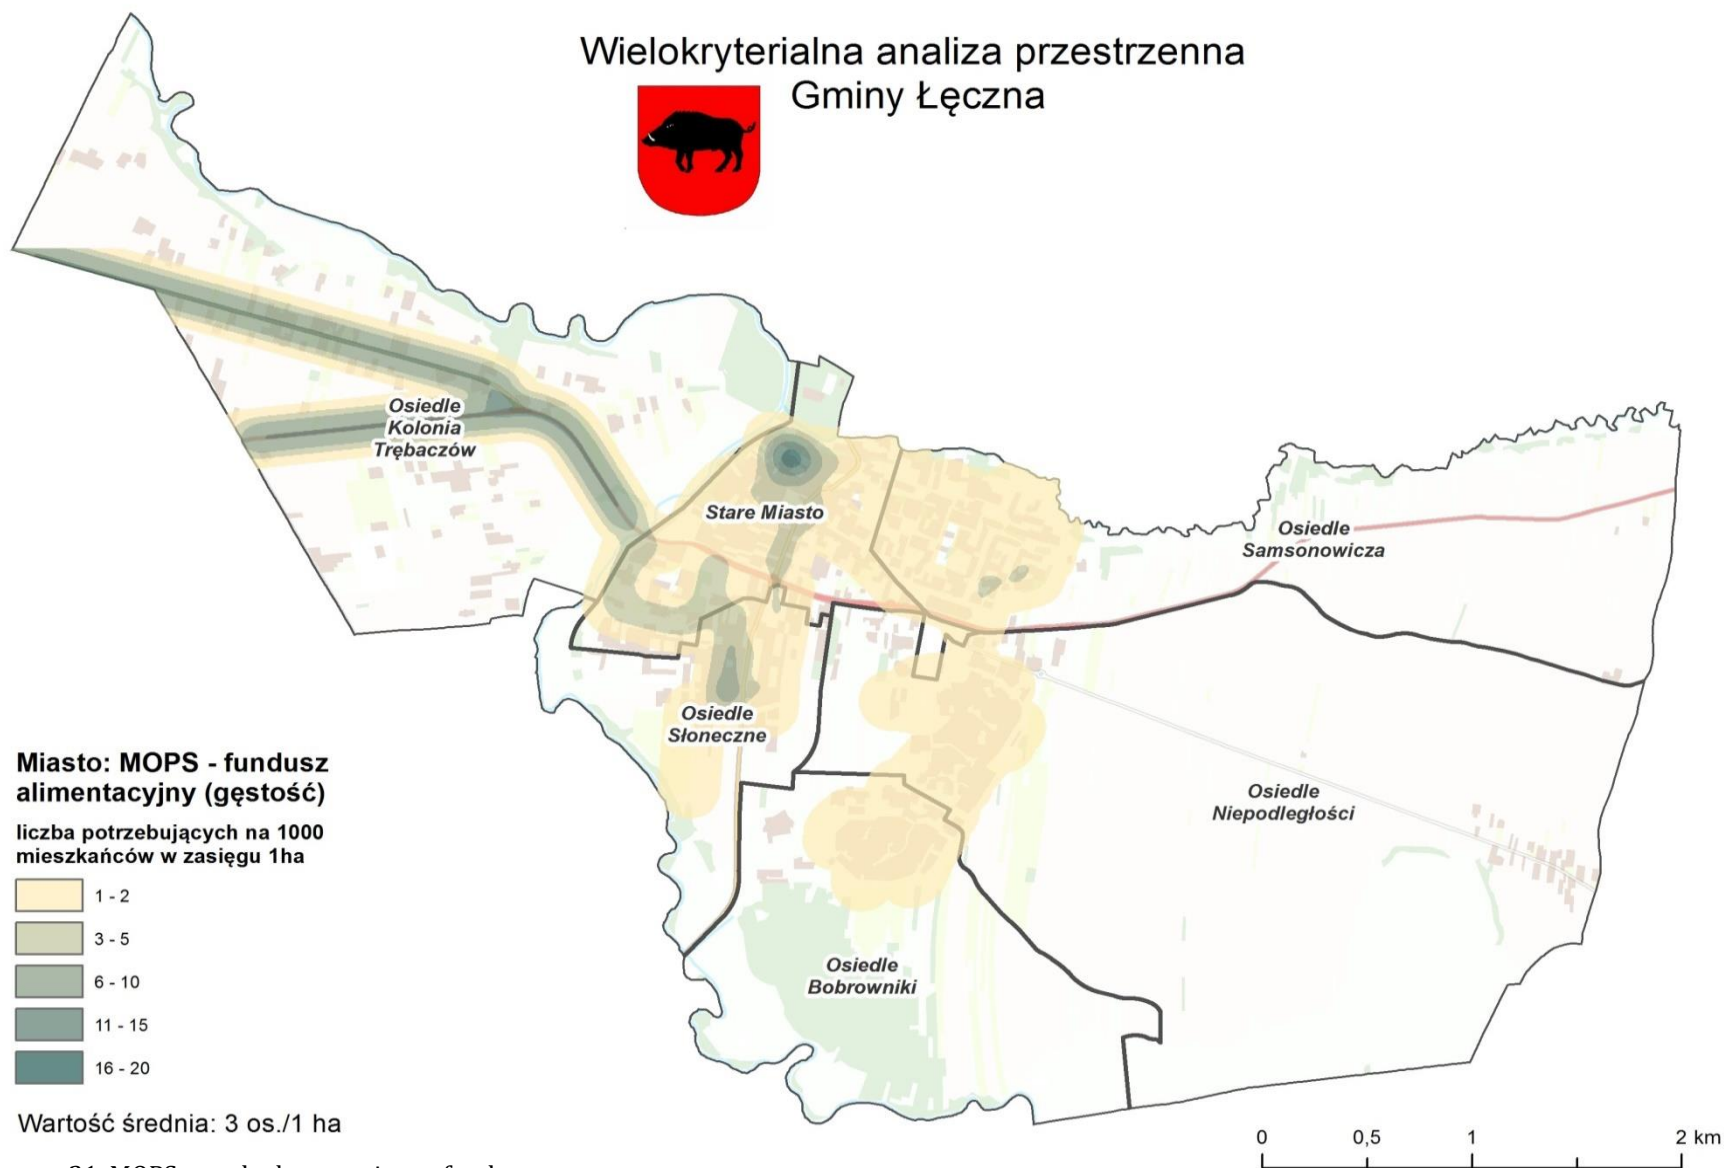 Wielokryterialna analiza przestrzenna
Gminy Łęczna
Osiedle
Kolonia
Trębaczów
Stare Miasto
Osiedle
Samsonowicza
Osiedle
Słoneczne
Osiedle
Niepodległości
Osiedle
Bobrowniki
Miasto: MOPS - fundusz
alimentacyjny (gęstość)
liczba potrzebujących na 1000
mieszkańców w zasięgu 1ha
1 - 2
3 - 5
6 - 10
11 - 15
16 - 20
Wartość średnia: 3 os./1 ha
0 0,5 1 2 km